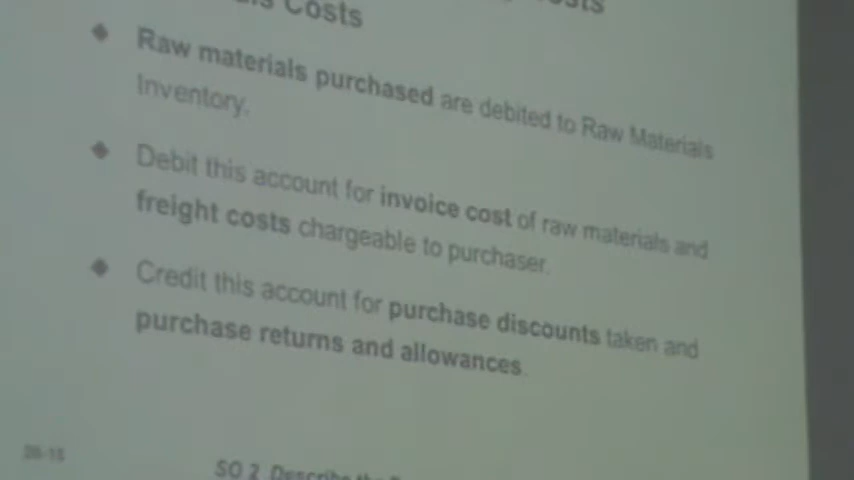 Costs
Raw materials purchased are debited to Raw Materials
Inventory.
Debit this account for invoice cost of raw materials and
freight costs chargeable to purchaser.
Credit this account for purchase discounts taken and
purchase returns and allowances.
SO 2 Describe the